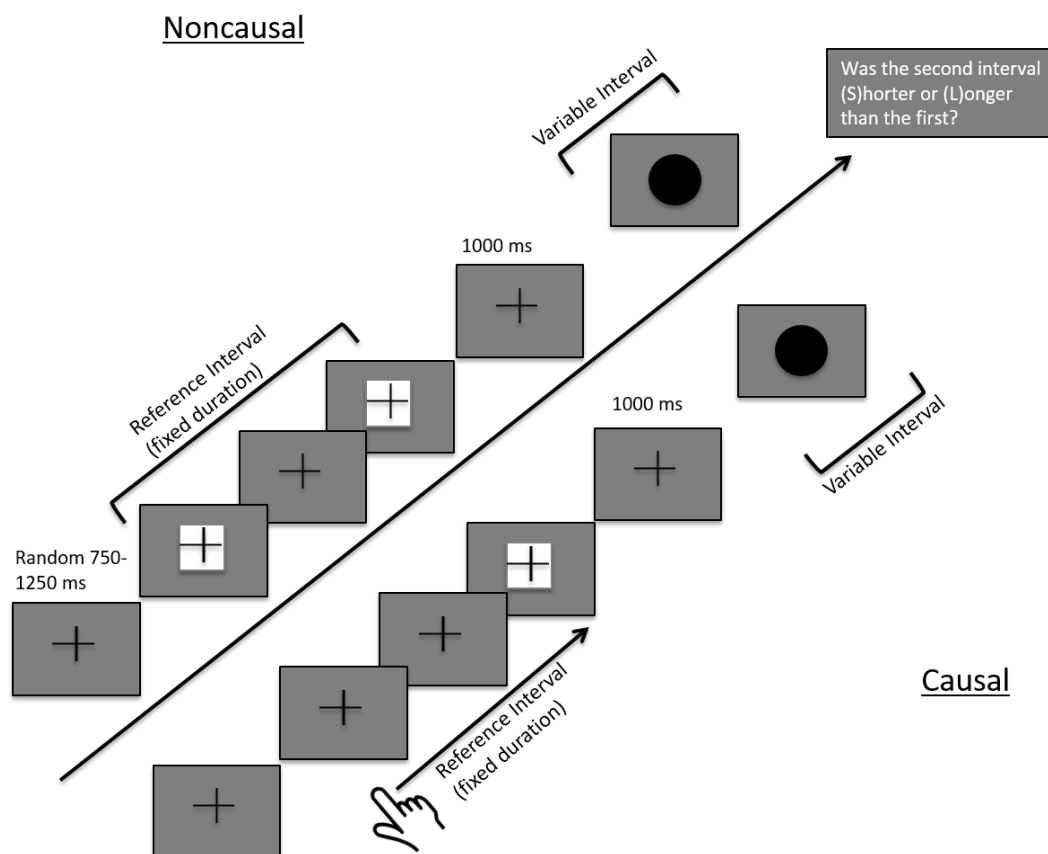 Noncausal
Was the second interval
(S)horter or (L)onger
than the first?
Variable Interval
1000 ms
Reference Interval
(fixed duration)
Random 750-
1250 ms
1000 ms
Variable Interval
Reference Interval
(fixed duration)
Causal